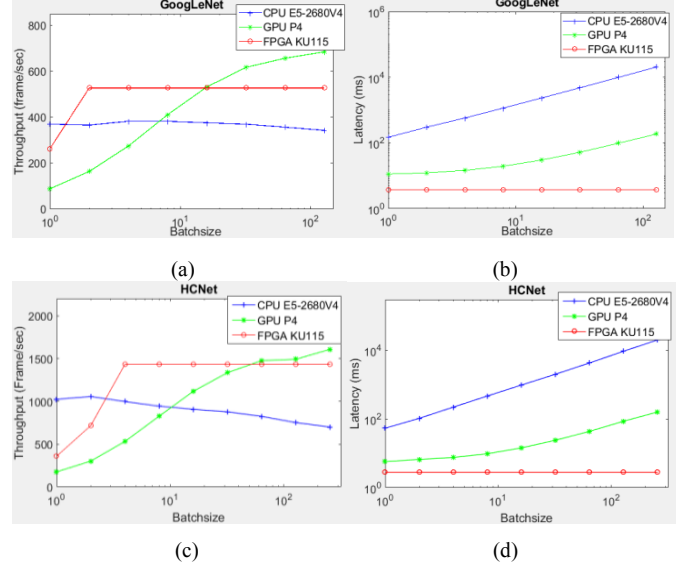 GoogLeNet
CPU E5-2680V4
GPU P4
FPGA KU115
Throughput (frame/sec)
800
600
400
200
0
10^0
10^1
10^2
Batchsize
(a)
GoogLeNet
CPU E5-2680V4
GPU P4
FPGA KU115
Latency (ms)
10^6
10^4
10^2
10^0
10^0
10^1
10^2
Batchsize
(b)
HCNet
CPU E5-2680V4
GPU P4
FPGA KU115
Throughput (Frame/sec)
2000
1500
1000
500
0
10^0
10^1
10^2
Batchsize
(c)
HCNet
CPU E5-2680V4
GPU P4
FPGA KU115
Latency (ms)
10^4
10^2
10^0
10^0
10^1
10^2
Batchsize
(d)